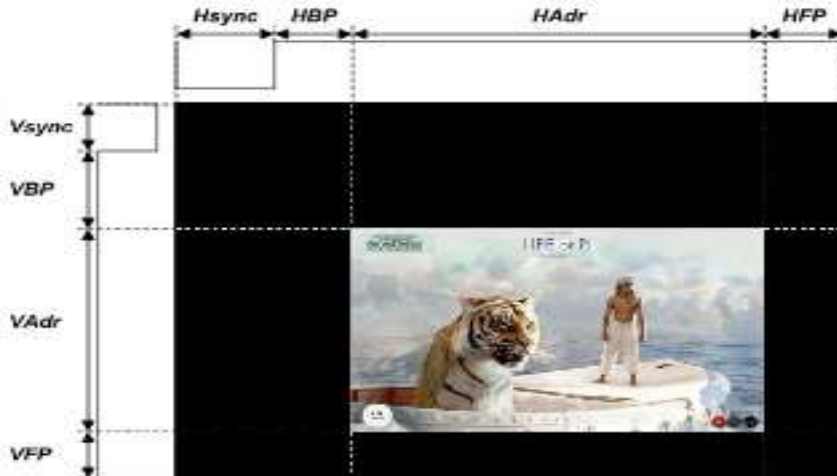 Hsync HBP HAdr HFP
Vsync
VBP
VAdr
VFP
LIFE OF PI